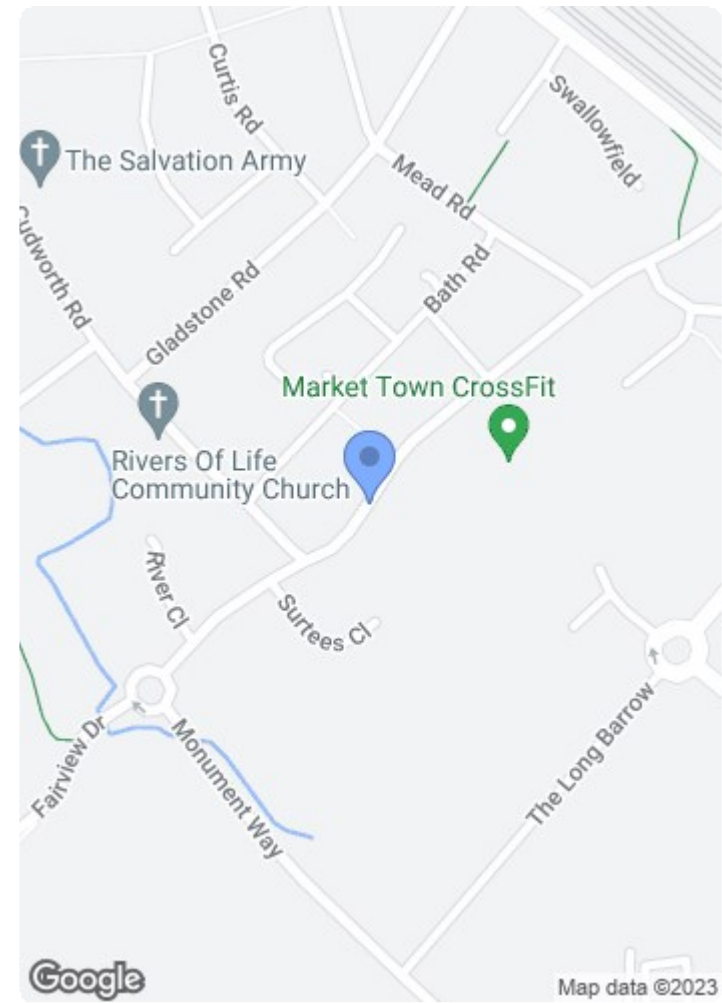 Curtis Rd
Swallowfield
The Salvation Army
Mead Rd
Cudworth Rd
Bath Rd
Gladstone Rd
Market Town CrossFit
Rivers Of Life
Community Church
River Cl
Surtees Cl
The Long Barrow
Fairview Dr
Monument Way
Google
Map data ©2023